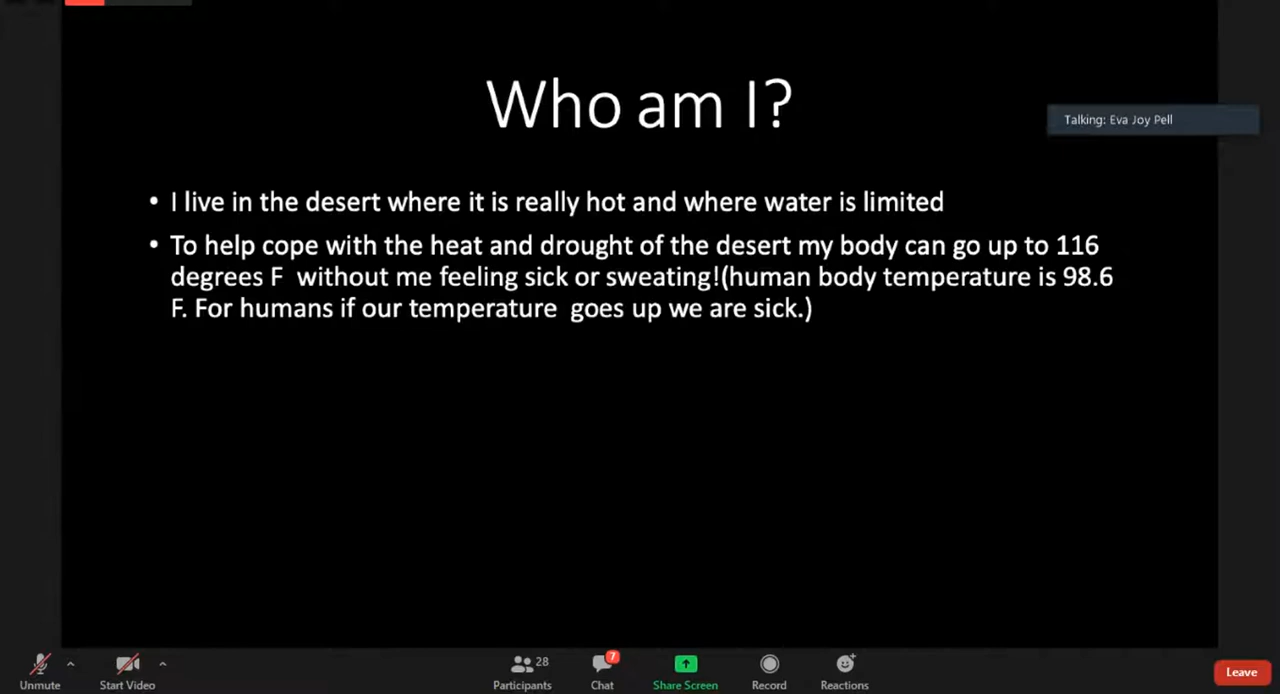 Who am I?
Talking: Eva Joy Pell
• I live in the desert where it is really hot and where water is limited
• To help cope with the heat and drought of the desert my body can go up to 116
degrees F  without me feeling sick or sweating!(human body temperature is 98.6
F. For humans if our temperature  goes up we are sick.)
Unmute
Start Video
Participants
28
Chat
7
Share Screen
Record
Reactions
Leave